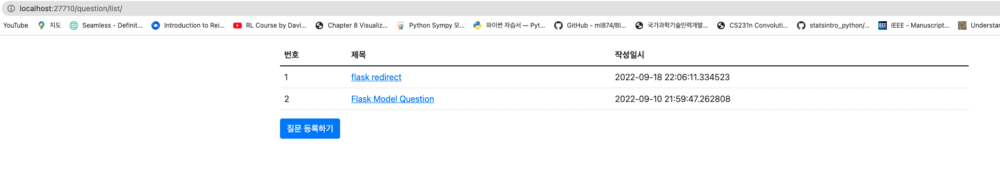 localhost:27710/question/list/
YouTube 지도 Seamless - Definit... Introduction to Rei... RL Course by Davi... Chapter 8 Visualiz... Python Sympy 모... 파이썬 자습서 — Pyt... GitHub - ml874/Bl... 국가과학기술인력개발... CS231n Convoluti... statsintro_python/... IEEE IEEE - Manuscript... Understar
번호 제목 작성일시
1 flask redirect 2022-09-18 22:06:11.334523
2 Flask Model Question 2022-09-10 21:59:47.262808
질문 등록하기